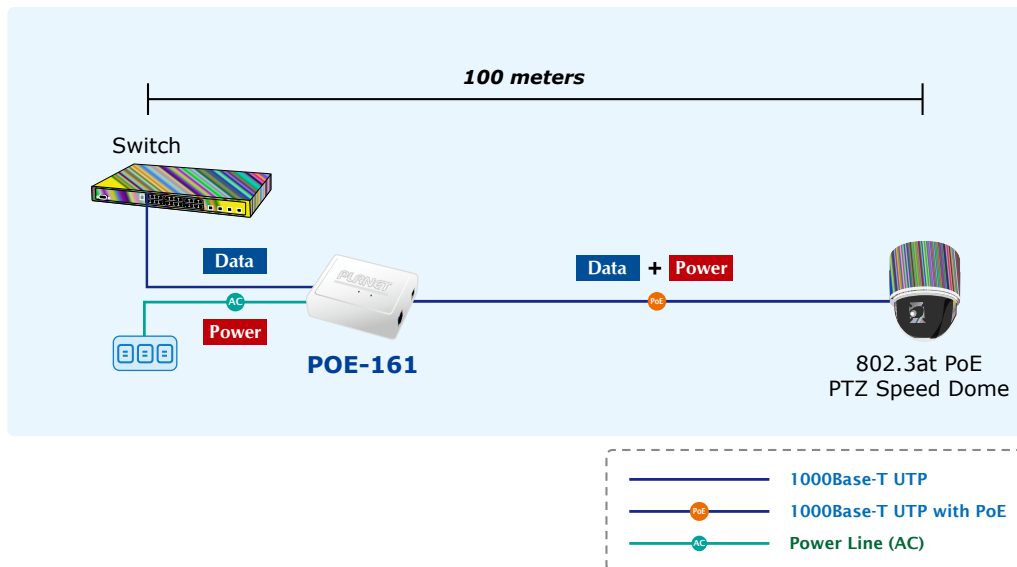 100 meters
Switch
Data
AC
Power
PLANET
POE-161
Data + Power
PoE
802.3at PoE
PTZ Speed Dome
1000Base-T UTP
PoE
1000Base-T UTP with PoE
AC
Power Line (AC)